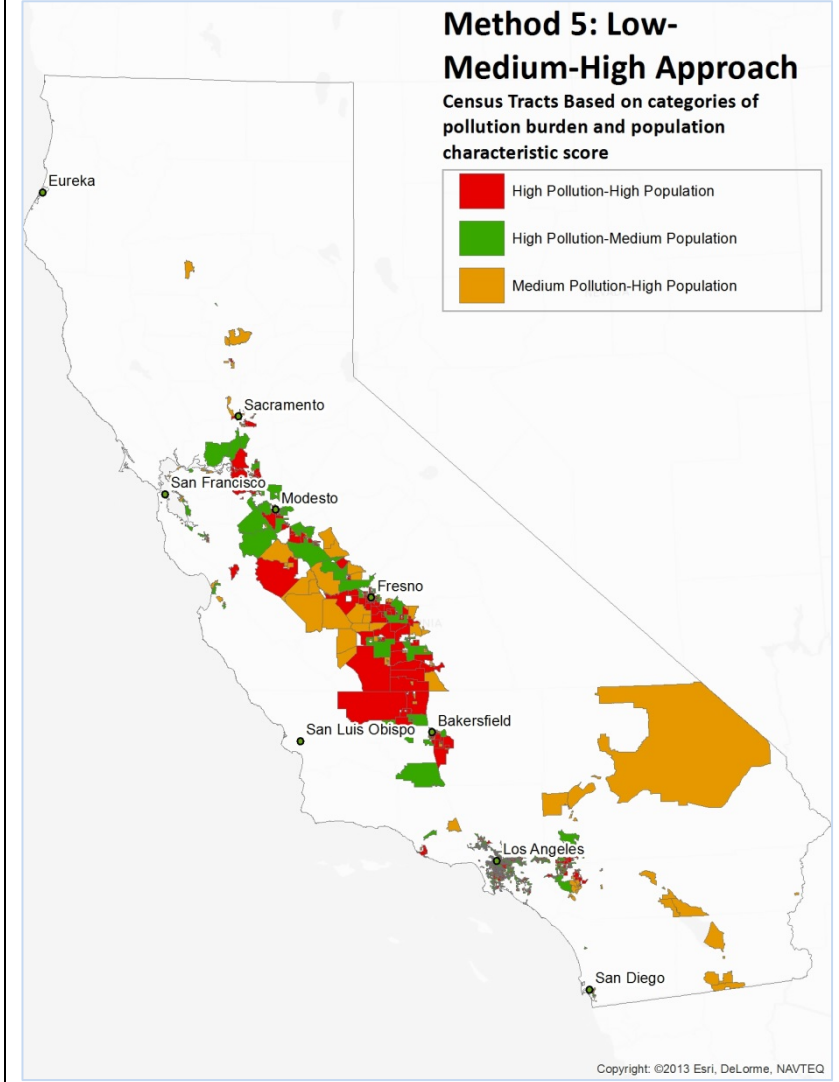 Method 5: Low-
Medium-High Approach
Census Tracts Based on categories of
pollution burden and population
characteristic score
High Pollution-High Population
High Pollution-Medium Population
Medium Pollution-High Population
Eureka
Sacramento
San Francisco
Modesto
Fresno
Bakersfield
San Luis Obispo
Los Angeles
San Diego
Copyright: ©2013 Esri, DeLorme, NAVTEQ